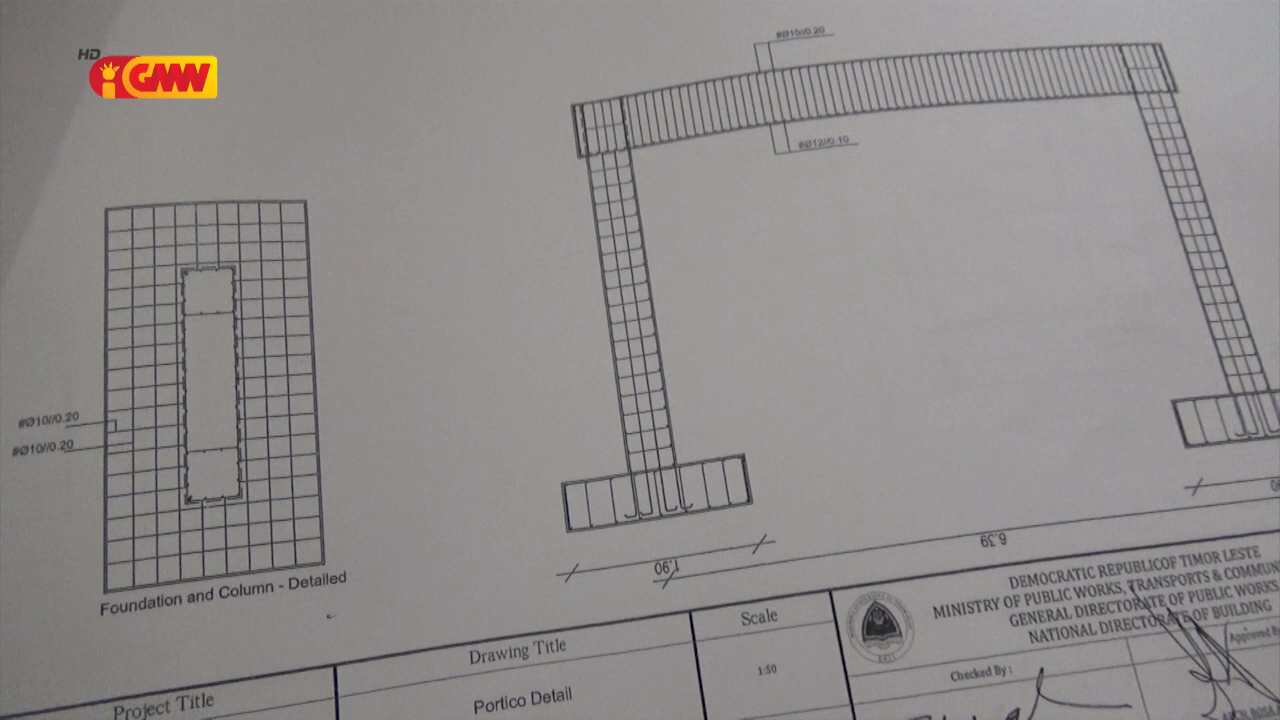 HD
GMW
#Ø10//0.20
#Ø12//0.10
#Ø10//0.20
#Ø10//0.20
Foundation and Column - Detailed
1.90
6.39
Project Title
Drawing Title
Portico Detail
Scale
1:50
DEMOCRATIC REPUBLICOF TIMOR LESTE
MINISTRY OF PUBLIC WORKS, TRANSPORTS &
GENERAL DIRECTORATE OF PUBLIC WORKS
NATIONAL DIRECTORATE OF BUILDING
Checked By :
Approved